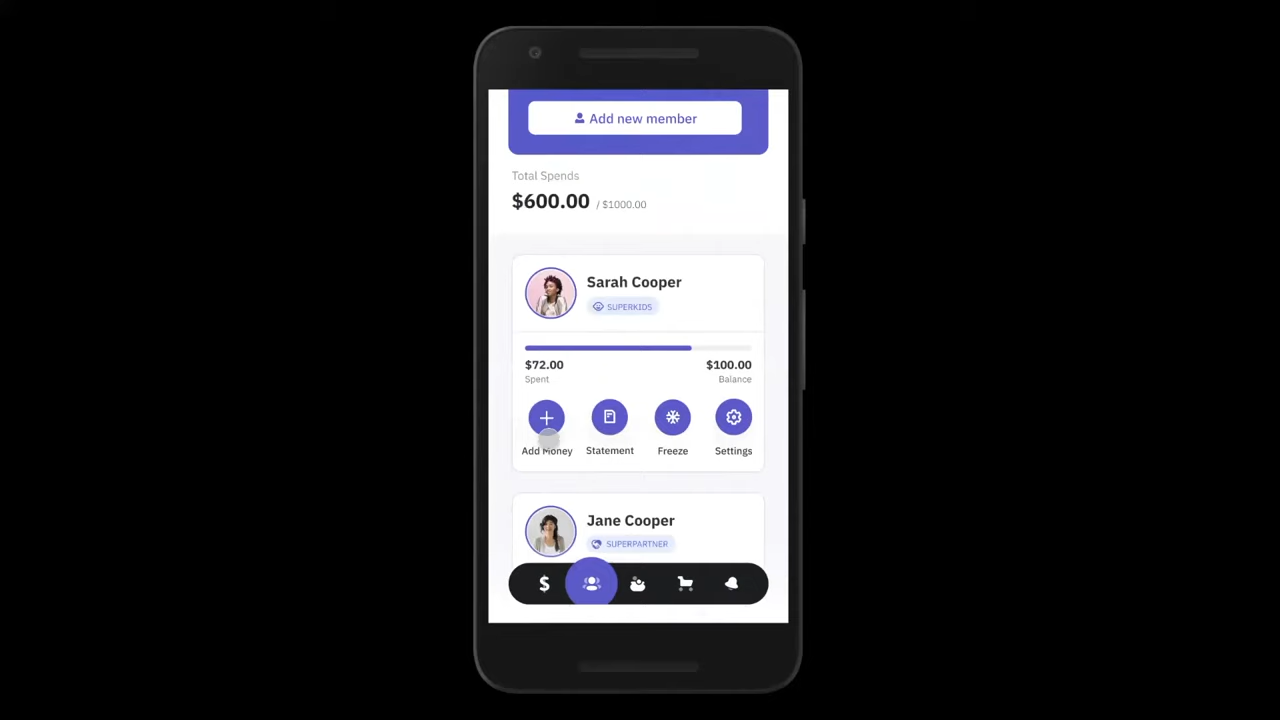 Add new member
Total Spends
$600.00 / $1000.00
Sarah Cooper
SUPERKIDS
$72.00 $100.00
Spent Balance
Add Money Statement Freeze Settings
Jane Cooper
SUPERPARTNER